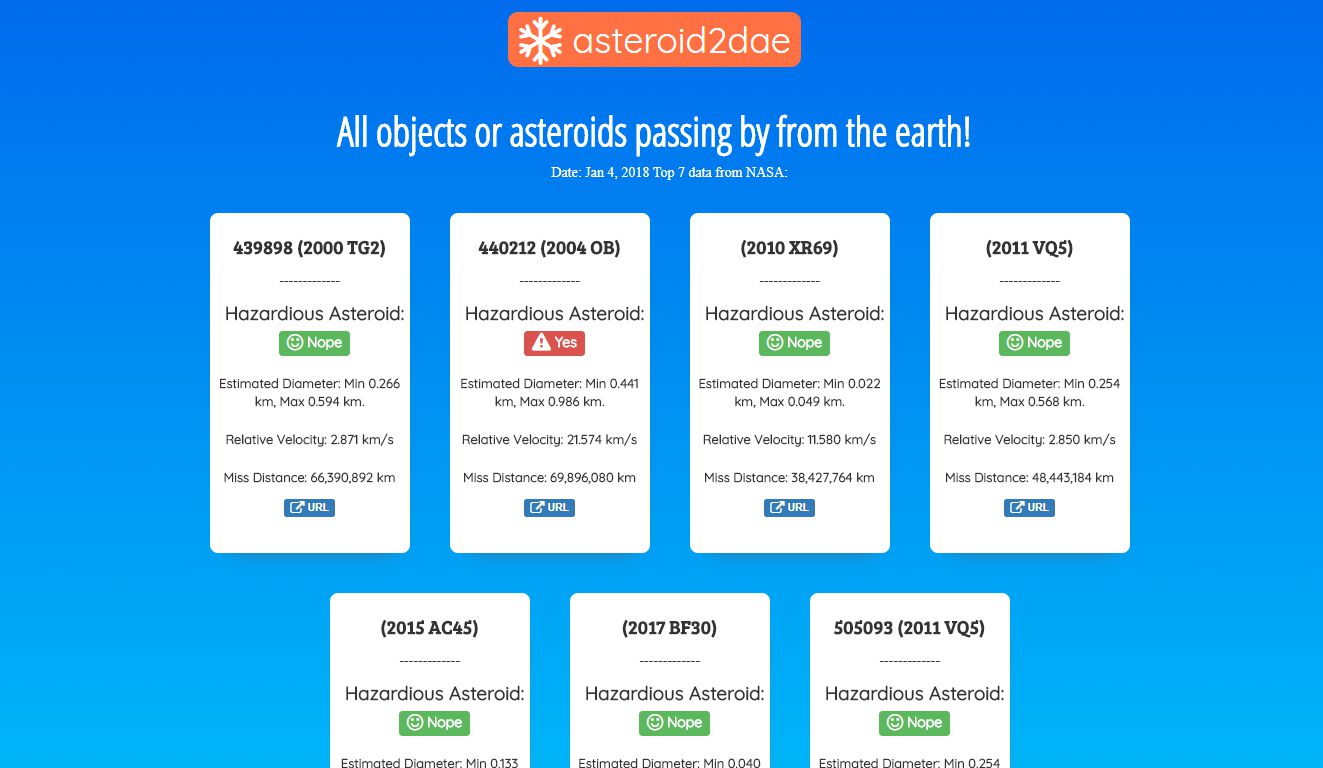 asteroid2dae
All objects or asteroids passing by from the earth!
Date: Jan 4, 2018 Top 7 data from NASA:
439898 (2000 TG2)
-------------
Hazardious Asteroid:
Nope
Estimated Diameter: Min 0.266
km, Max 0.594 km.
Relative Velocity: 2.871 km/s
Miss Distance: 66,390,892 km
URL
440212 (2004 OB)
-------------
Hazardious Asteroid:
Yes
Estimated Diameter: Min 0.441
km, Max 0.986 km.
Relative Velocity: 21.574 km/s
Miss Distance: 69,896,080 km
URL
(2010 XR69)
-------------
Hazardious Asteroid:
Nope
Estimated Diameter: Min 0.022
km, Max 0.049 km.
Relative Velocity: 11.580 km/s
Miss Distance: 38,427,764 km
URL
(2011 VQ5)
-------------
Hazardious Asteroid:
Nope
Estimated Diameter: Min 0.254
km, Max 0.568 km.
Relative Velocity: 2.850 km/s
Miss Distance: 48,443,184 km
URL
(2015 AC45)
-------------
Hazardious Asteroid:
Nope
Estimated Diameter: Min 0.133
(2017 BF30)
-------------
Hazardious Asteroid:
Nope
Estimated Diameter: Min 0.040
505093 (2011 VQ5)
-------------
Hazardious Asteroid:
Nope
Estimated Diameter: Min 0.254